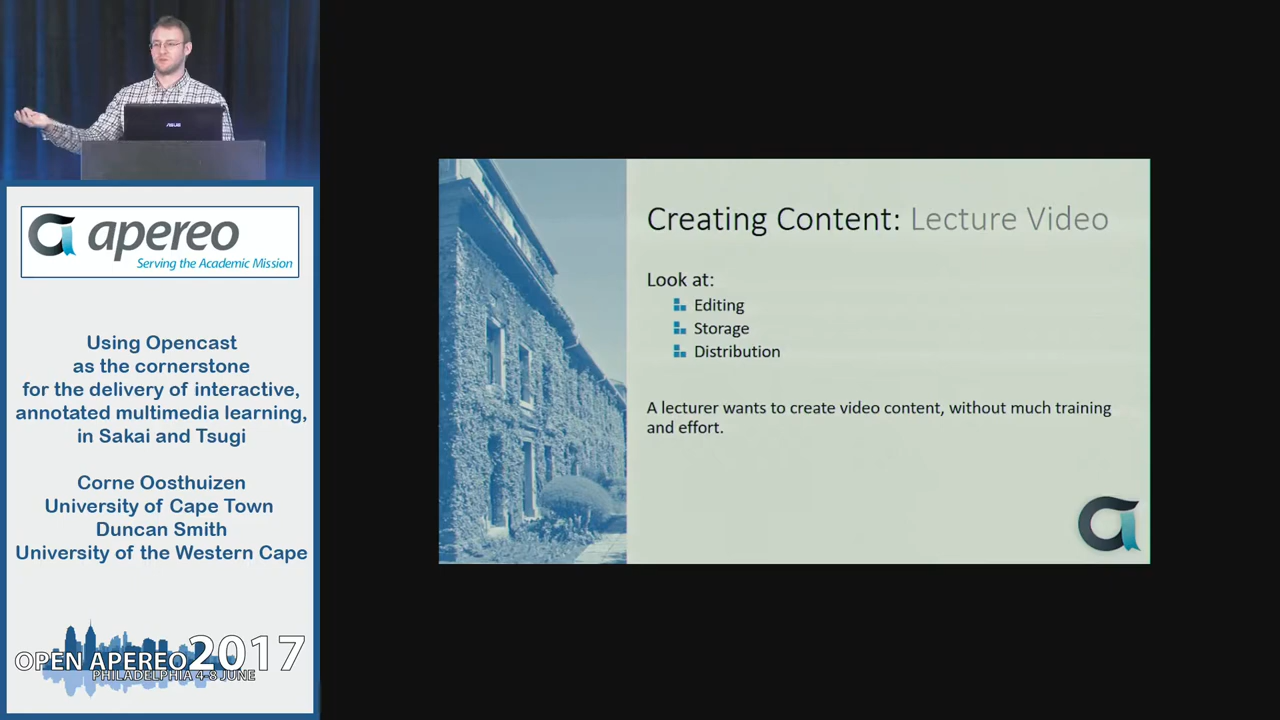 ASUS
apereo
Serving the Academic Mission
Using Opencast
as the cornerstone
for the delivery of interactive,
annotated multimedia learning,
in Sakai and Tsugi
Corne Oosthuizen
University of Cape Town
Duncan Smith
University of the Western Cape
OPEN APEREO 2017
PHILADELPHIA 4-8 JUNE
Creating Content: Lecture Video
Look at:
Editing
Storage
Distribution
A lecturer wants to create video content, without much training
and effort.